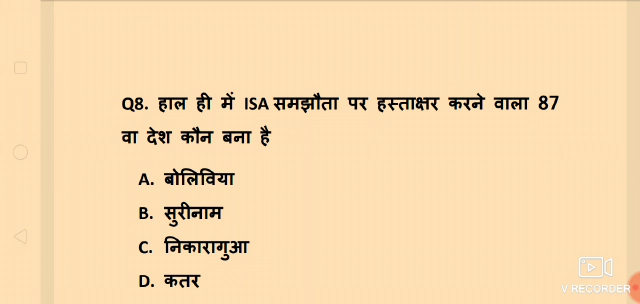 Q8. हाल ही में ISA समझौता पर हस्ताक्षर करने वाला 87
वा देश कौन बना है
A. बोलिविया
B. सुरीनाम
C. निकारागुआ
D. कतर
V.RECORDER